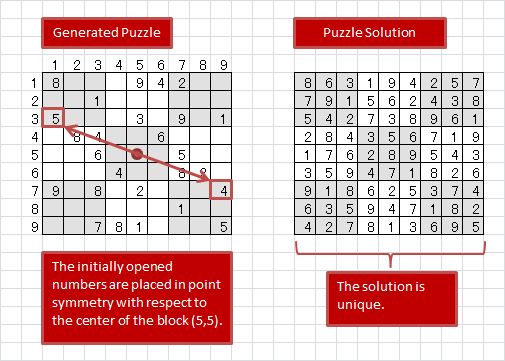 Generated Puzzle
1 2 3 4 5 6 7 8 9
1 8 9 4 2
2 1
3 5 3 9 1
4 8 4 6
5 6 5
6 4 8
7 9 8 2 4
8 1
9 7 8 1 5
The initially opened
numbers are placed in point
symmetry with respect to
the center of the block (5,5).
Puzzle Solution
8 6 3 1 9 4 2 5 7
7 9 1 5 6 2 4 3 8
5 4 2 7 3 8 9 6 1
2 8 4 3 5 6 7 1 9
1 7 6 2 8 9 5 4 3
3 5 9 4 7 1 8 2 6
9 1 8 6 2 5 3 7 4
6 3 5 9 4 7 1 8 2
4 2 7 8 1 3 6 9 5
The solution is
unique.